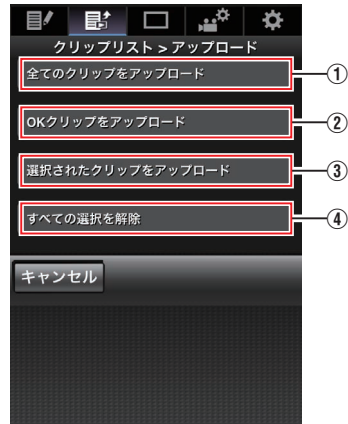 クリップリスト > アップロード
全てのクリップをアップロード
①
OKクリップをアップロード
②
選択されたクリップをアップロード
③
すべての選択を解除
④
キャンセル